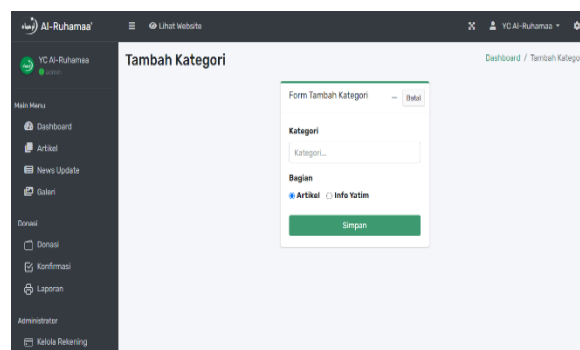 Al-Ruhamaa'
Lihat Website
YC Al-Ruhamaa
YC Al-Ruhamaa
admin
Tambah Kategori
Dashboard / Tambah Katego
Main Menu
Dashboard
Artikel
News Update
Galeri
Donasi
Donasi
Konfirmasi
Laporan
Administrator
Kelola Rekening
Form Tambah Kategori
Batal
Kategori
Kategori...
Bagian
Artikel
Info Yatim
Simpan